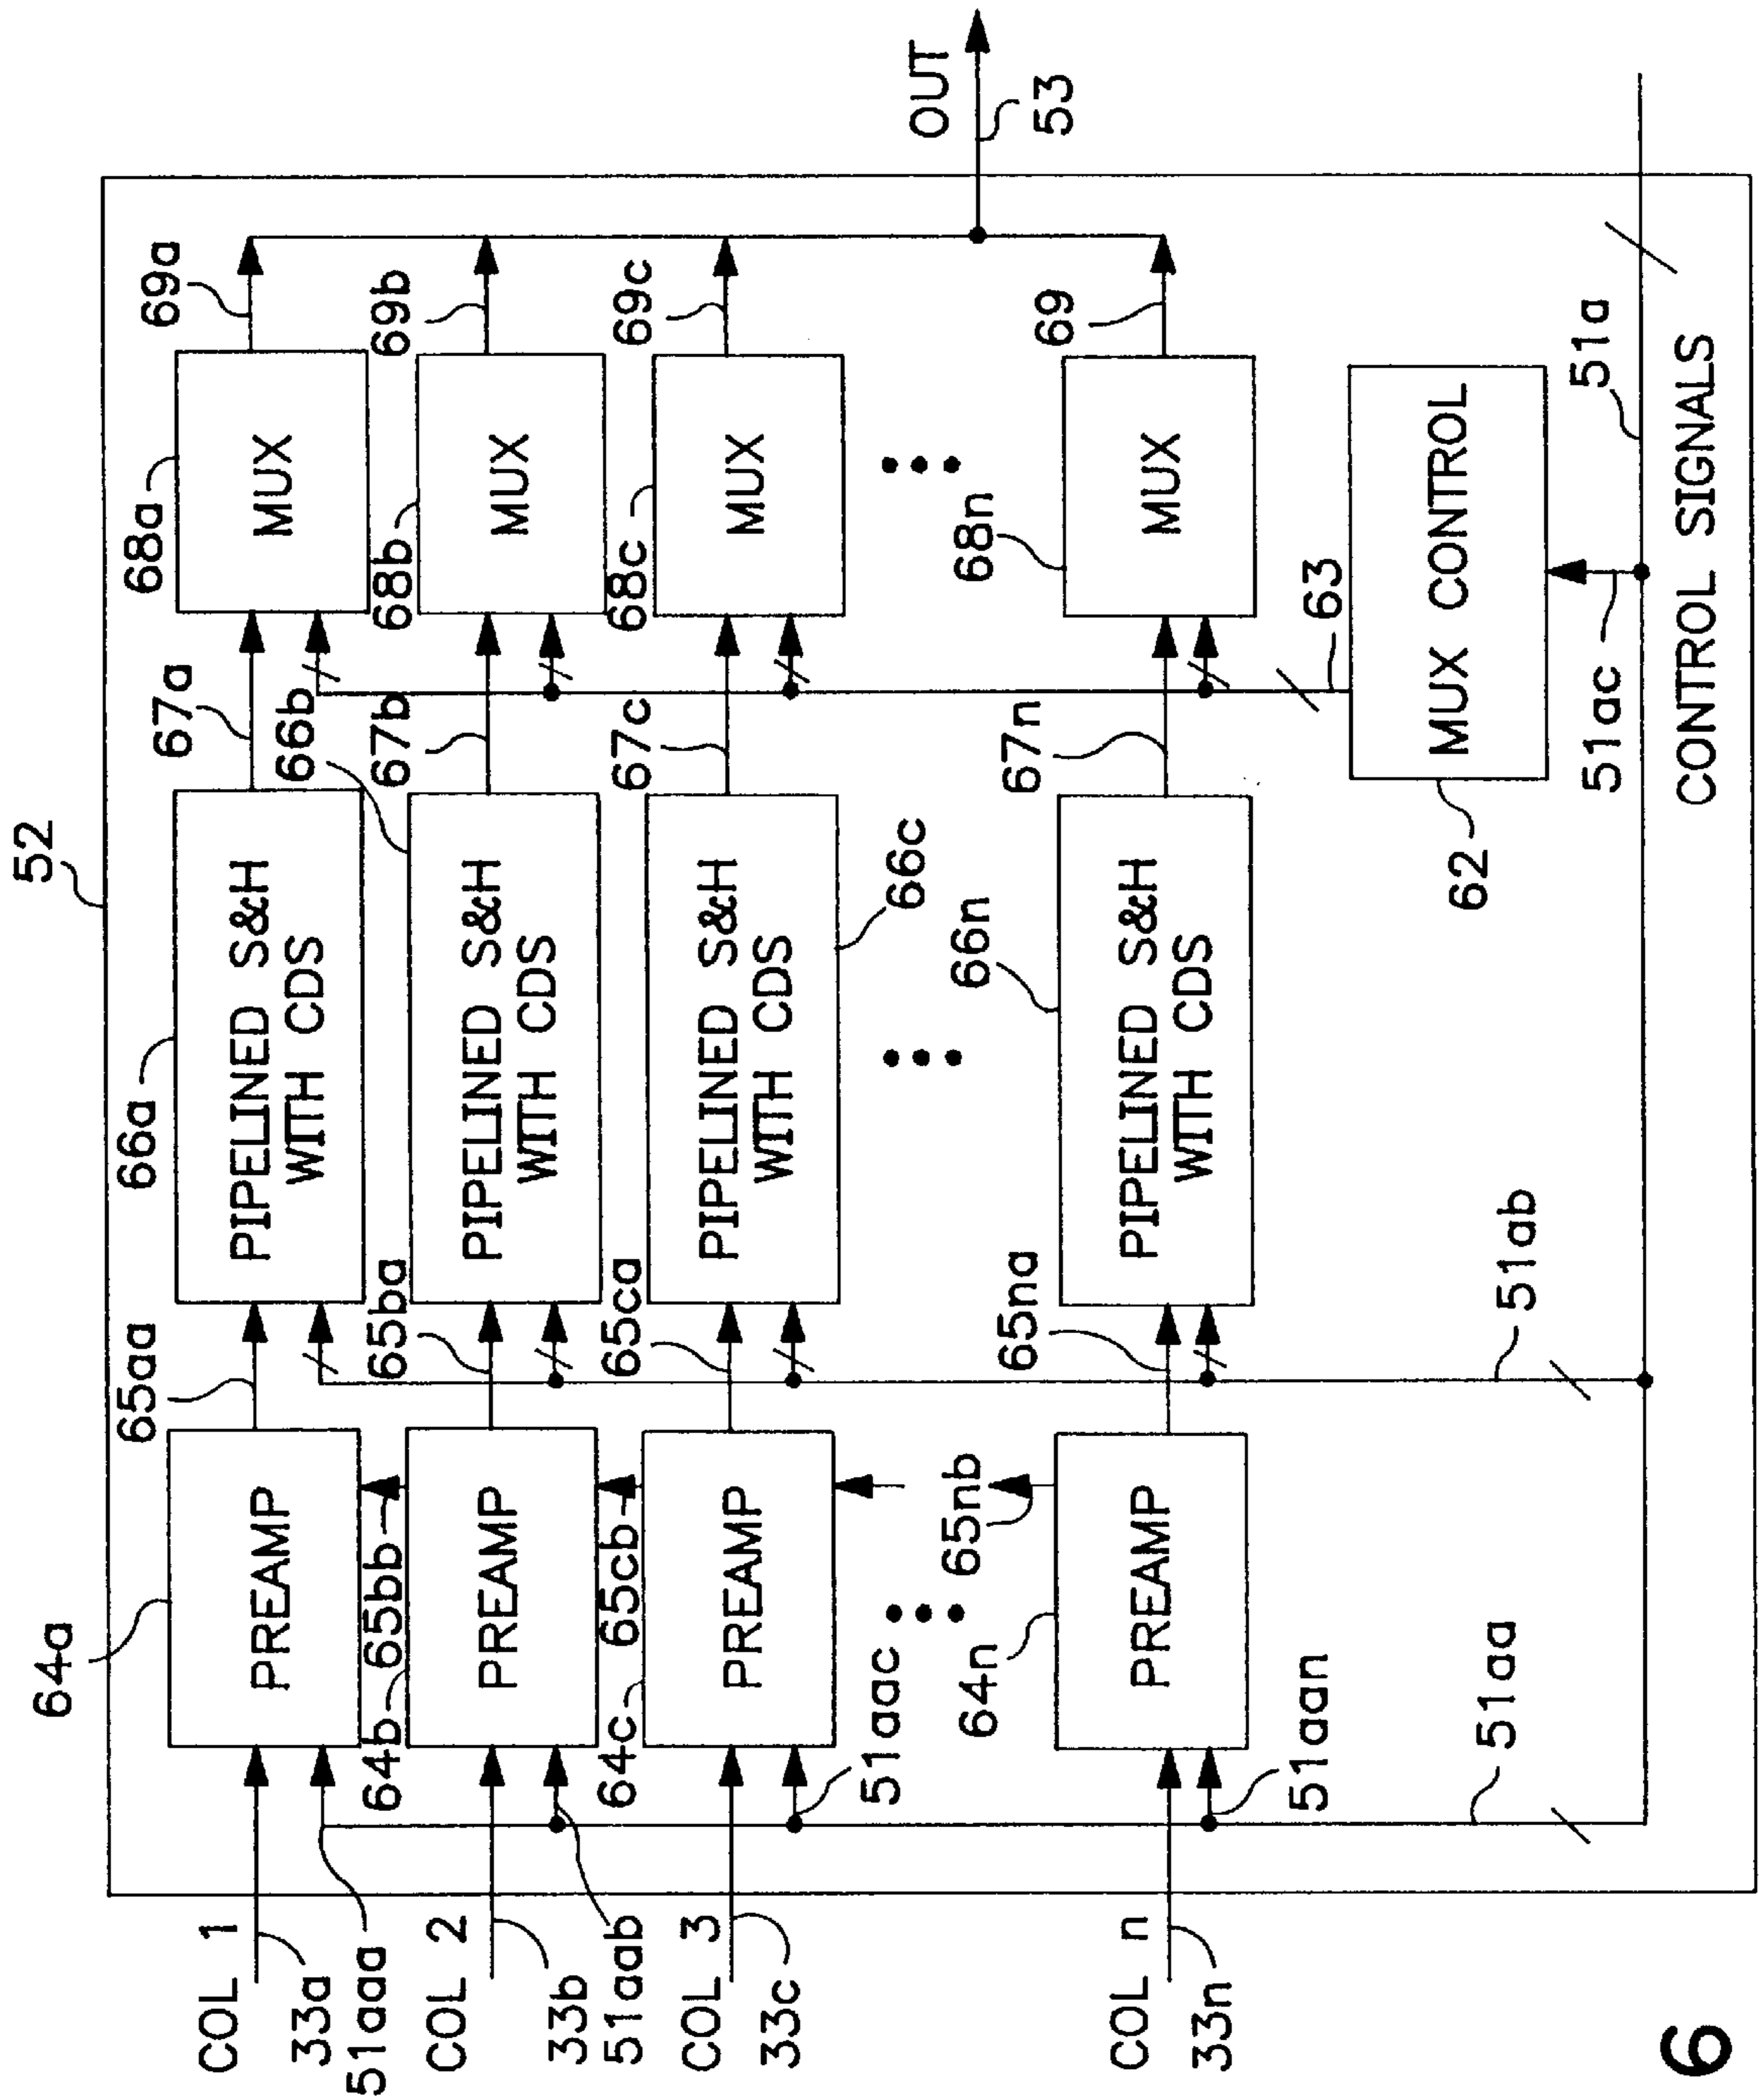 52
64a
65aa
66a
67a
68a
69a
COL 1
33a
51aaa
PREAMP
PIPELINED S&H
WITH CDS
MUX
64b
65bb
65ba
66b
67b
68b
69b
COL 2
33b
51aab
PREAMP
PIPELINED S&H
WITH CDS
MUX
64c
65cb
65ca
66c
67c
68c
69c
COL 3
33c
51aac
PREAMP
PIPELINED S&H
WITH CDS
MUX
OUT
53
64n
65nb
65na
66n
67n
68n
69
COL n
33n
51aan
PREAMP
PIPELINED S&H
WITH CDS
MUX
63
62
MUX CONTROL
51aa
51ab
51ac
51a
CONTROL SIGNALS
6